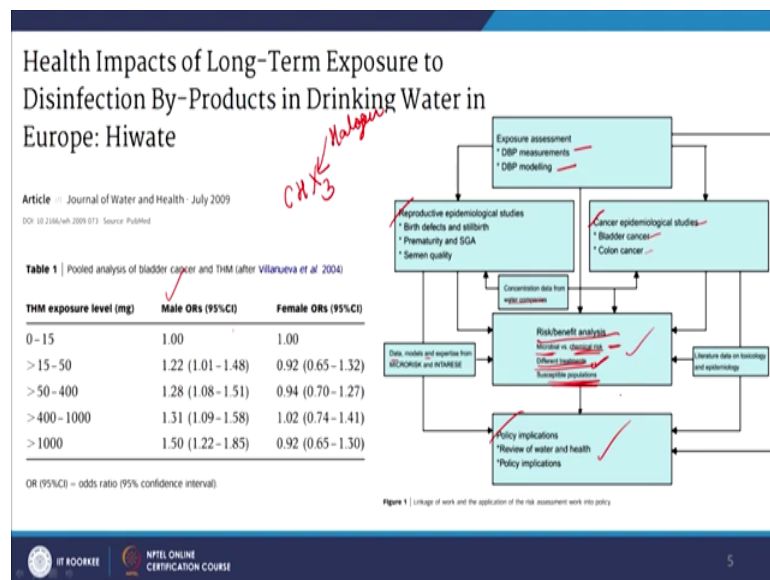 Health Impacts of Long-Term Exposure to
Disinfection By-Products in Drinking Water in
Europe: Hiwate
CHX3
Halogen
Article in Journal of Water and Health · July 2009
DOI: 10.2166/wh.2009.073 · Source: PubMed
Table 1 | Pooled analysis of bladder cancer and THM (after Villanueva et al. 2004)
THM exposure level (mg) Male ORs (95%CI) Female ORs (95%CI)
0–15 1.00 1.00
>15–50 1.22 (1.01–1.48) 0.92 (0.65–1.32)
>50–400 1.28 (1.08–1.51) 0.94 (0.70–1.27)
>400–1000 1.31 (1.09–1.58) 1.02 (0.74–1.41)
>1000 1.50 (1.22–1.85) 0.92 (0.65–1.30)
OR (95%CI) = odds ratio (95% confidence interval)
Exposure assessment
* DBP measurements
* DBP modelling
Reproductive epidemiological studies
* Birth defects and stillbirth
* Prematurity and SGA
* Semen quality
Cancer epidemiological studies
* Bladder cancer
* Colon cancer
Concentration data from
water companies
Data, models and expertise from
MICRORISK and INTARESE
Risk/benefit analysis
Microbial vs. chemical risk
Different treatments
Susceptible populations
Literature data on toxicology
and epidemiology
Policy implications
*Review of water and health
*Policy implications
Figure 1 | Linkage of work and the application of the risk assessment work into policy
IIT ROORKEE
NPTEL ONLINE
CERTIFICATION COURSE
5